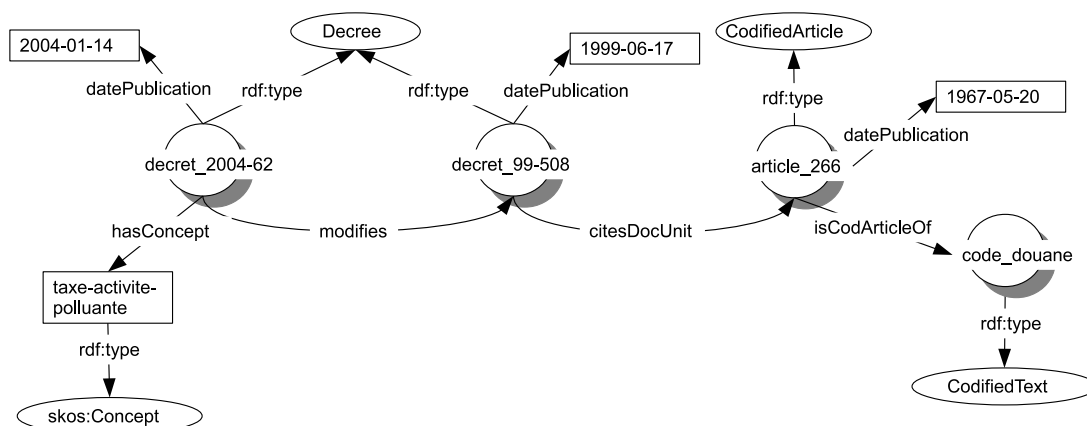 Decree
CodifiedArticle
2004-01-14
1999-06-17
datePublication
rdf:type
rdf:type
datePublication
rdf:type
1967-05-20
datePublication
decret_2004-62
decret_99-508
article_266
hasConcept
modifies
citesDocUnit
isCodArticleOf
code_douane
taxe-activite-
polluante
rdf:type
rdf:type
skos:Concept
CodifiedText